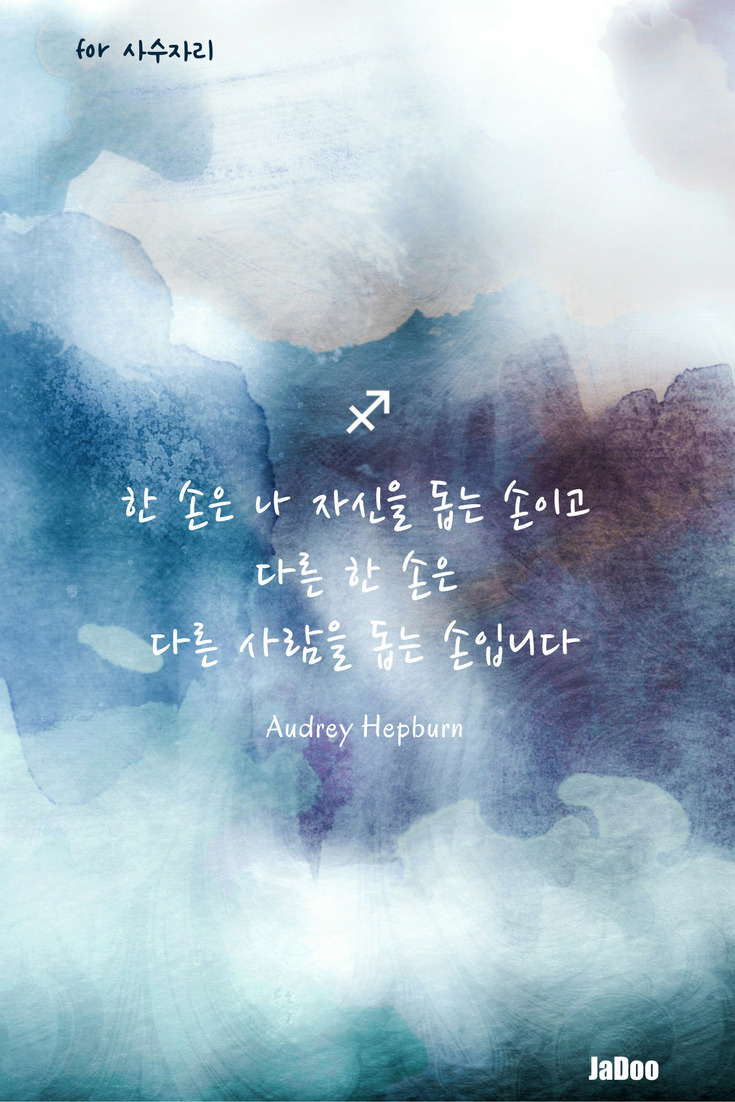 for 사수자리
♐
한 손은 나 자신을 돕는 손이고
다른 한 손은
다른 사람을 돕는 손입니다
Audrey Hepburn
JaDoo